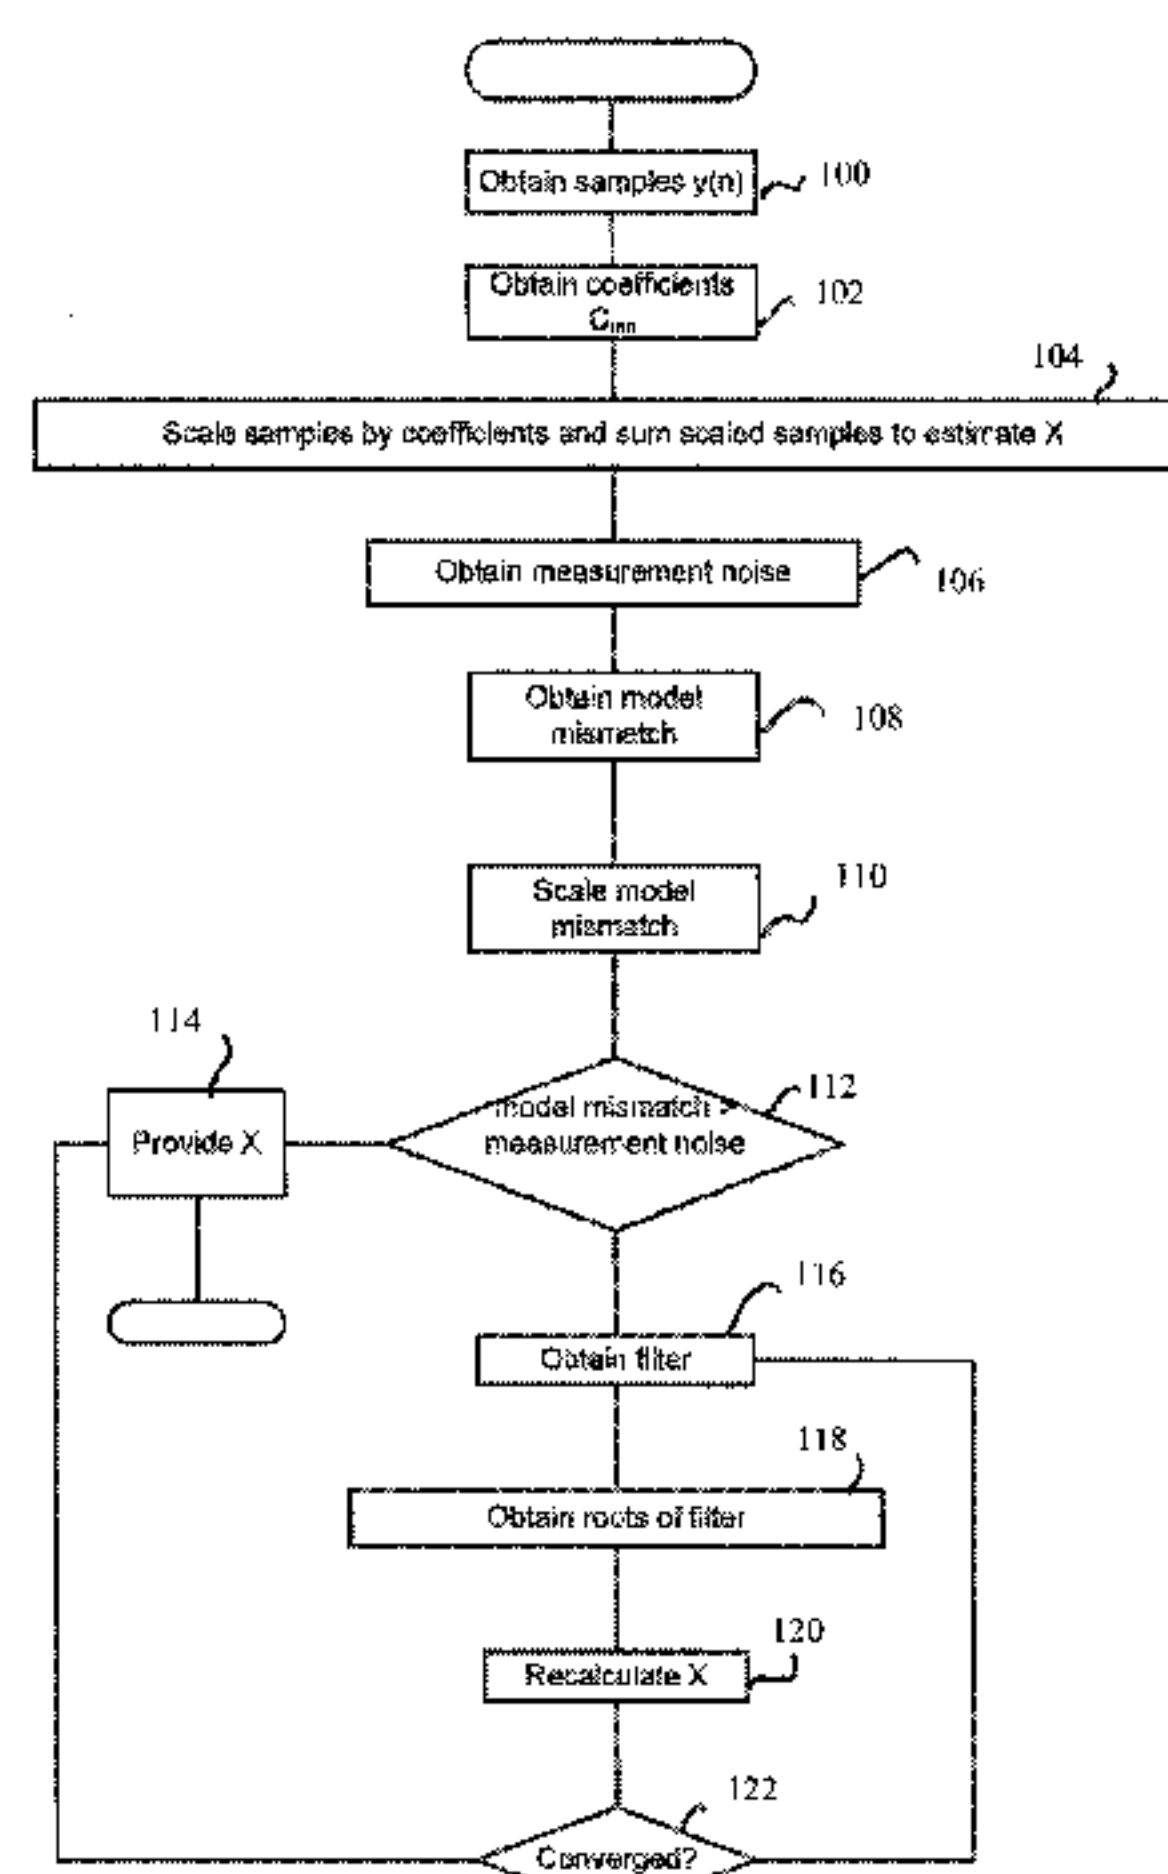 Obtain samples y(n)
100
Obtain coefficients
Cmn
102
104
Scale samples by coefficients and sum scaled samples to estimate X
Obtain measurement noise
106
Obtain model
mismatch
108
Scale model
mismatch
110
114
Provide X
112
model mismatch >
measurement noise
116
Obtain filter
118
Obtain roots of filter
120
Recalculate X
122
Converged?